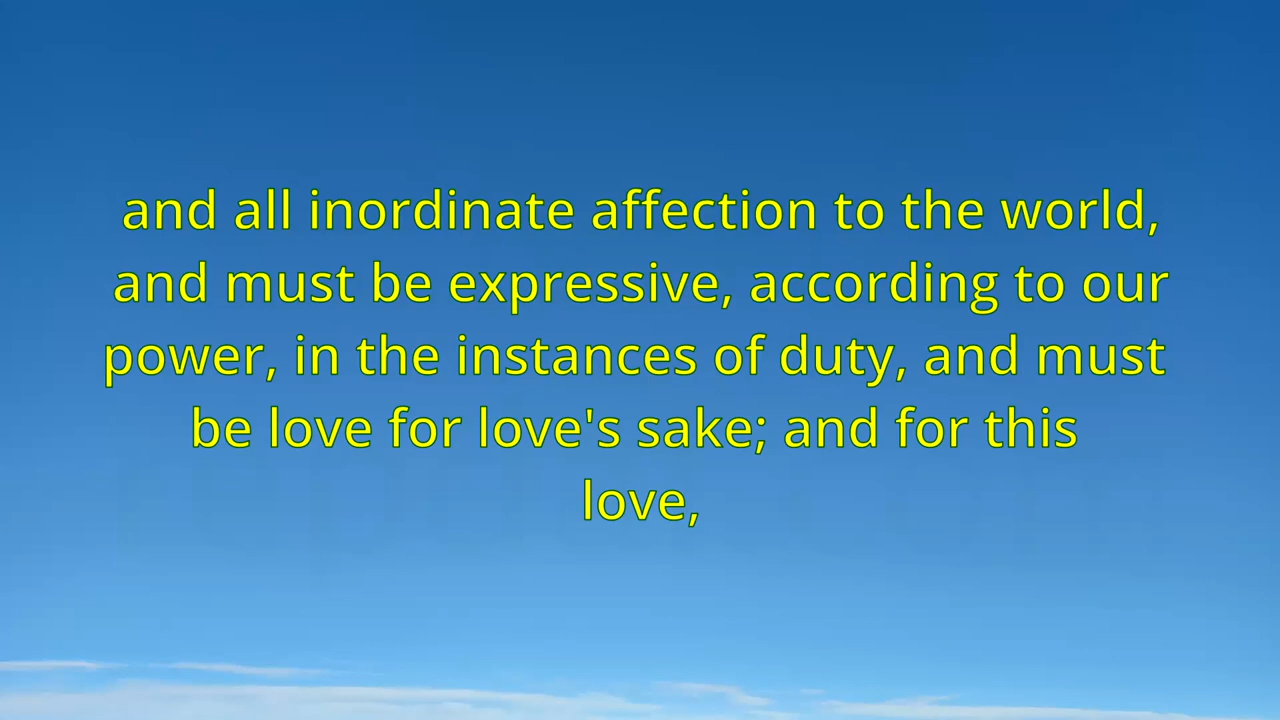 and all inordinate affection to the world,
and must be expressive, according to our
power, in the instances of duty, and must
be love for love's sake; and for this
love,